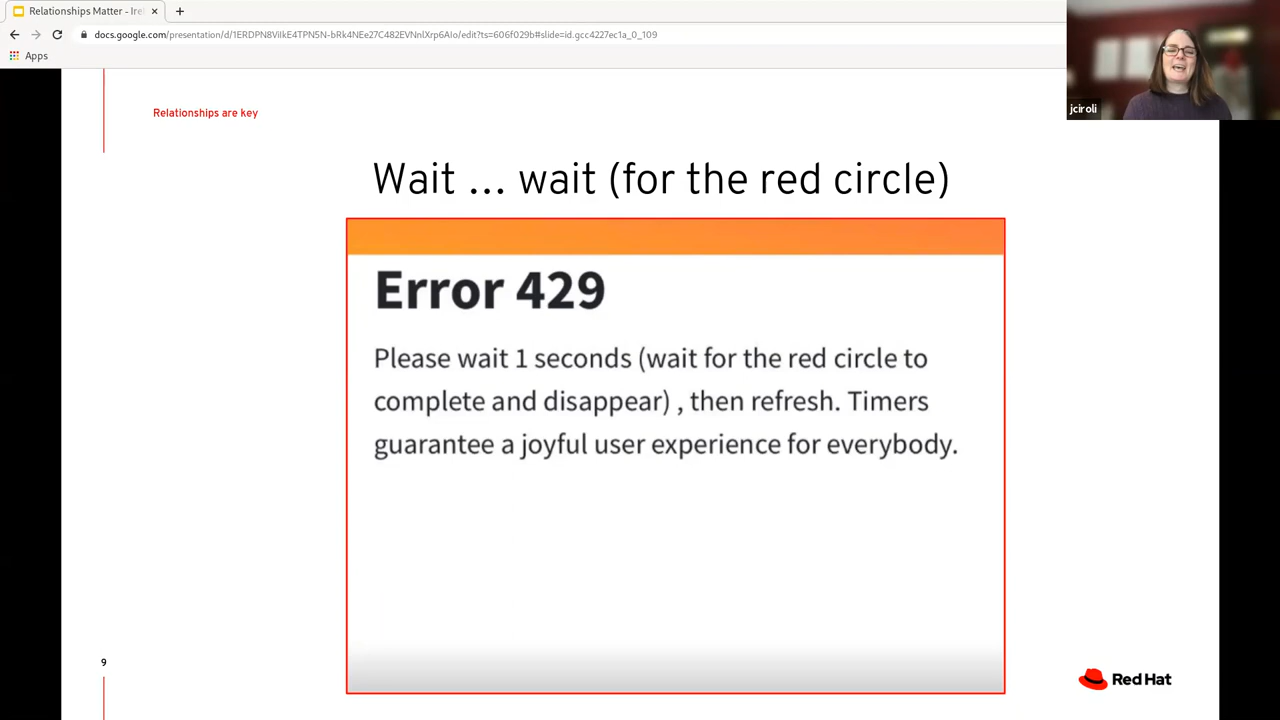 Relationships Matter - Ire
docs.google.com/presentation/d/1ERDPN8VilkE4TPN5N-bRk4NEe27C482EVNnlXrp6AIo/edit?ts=606f029b#slide=id.gcc4227ec1a_0_109
Apps
jciroli
Relationships are key
Wait ... wait (for the red circle)
Error 429
Please wait 1 seconds (wait for the red circle to
complete and disappear) , then refresh. Timers
guarantee a joyful user experience for everybody.
9
Red Hat